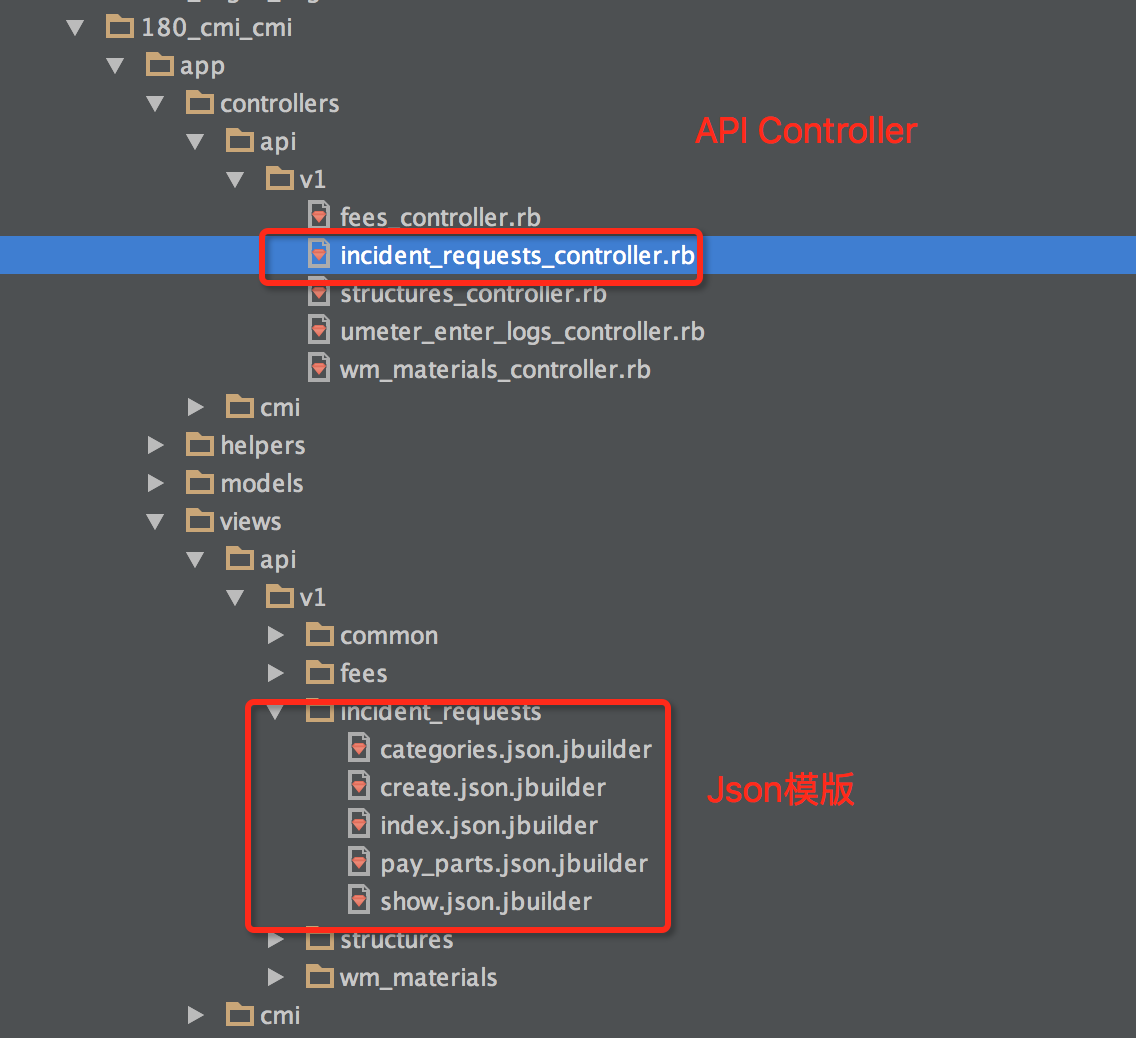 180_cmi_cmi
app
controllers
API Controller
api
v1
fees_controller.rb
incident_requests_controller.rb
structures_controller.rb
umeter_enter_logs_controller.rb
wm_materials_controller.rb
cmi
helpers
models
views
api
v1
common
fees
incident_requests
categories.json.jbuilder
create.json.jbuilder
Json模版
index.json.jbuilder
pay_parts.json.jbuilder
show.json.jbuilder
structures
wm_materials
cmi